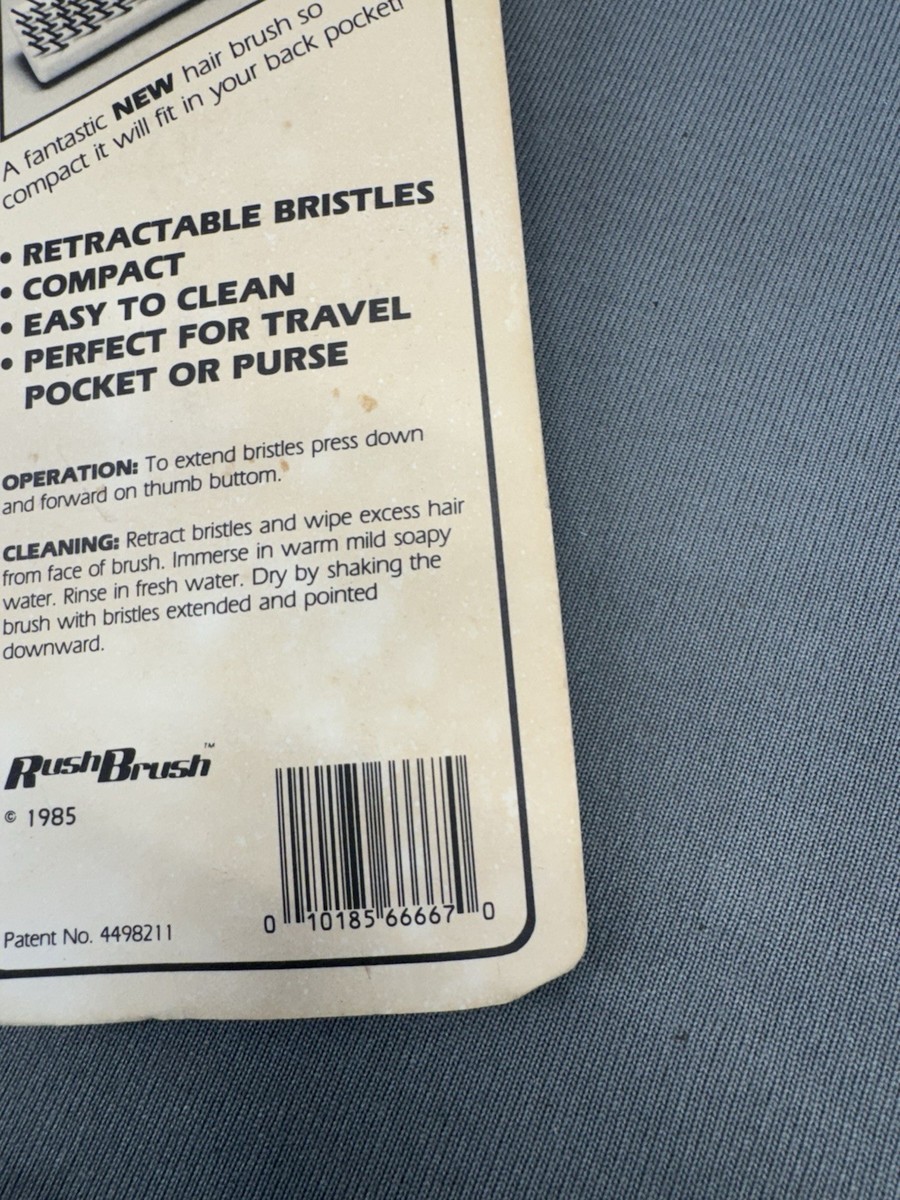 A fantastic NEW hair brush so
compact it will fit in your back pocket!
• RETRACTABLE BRISTLES
• COMPACT
• EASY TO CLEAN
• PERFECT FOR TRAVEL
POCKET OR PURSE
OPERATION: To extend bristles press down
and forward on thumb buttom.
CLEANING: Retract bristles and wipe excess hair
from face of brush. Immerse in warm mild soapy
water. Rinse in fresh water. Dry by shaking the
brush with bristles extended and pointed
downward.
RushBrush™
© 1985
0 10185 66667 0
Patent No. 4498211